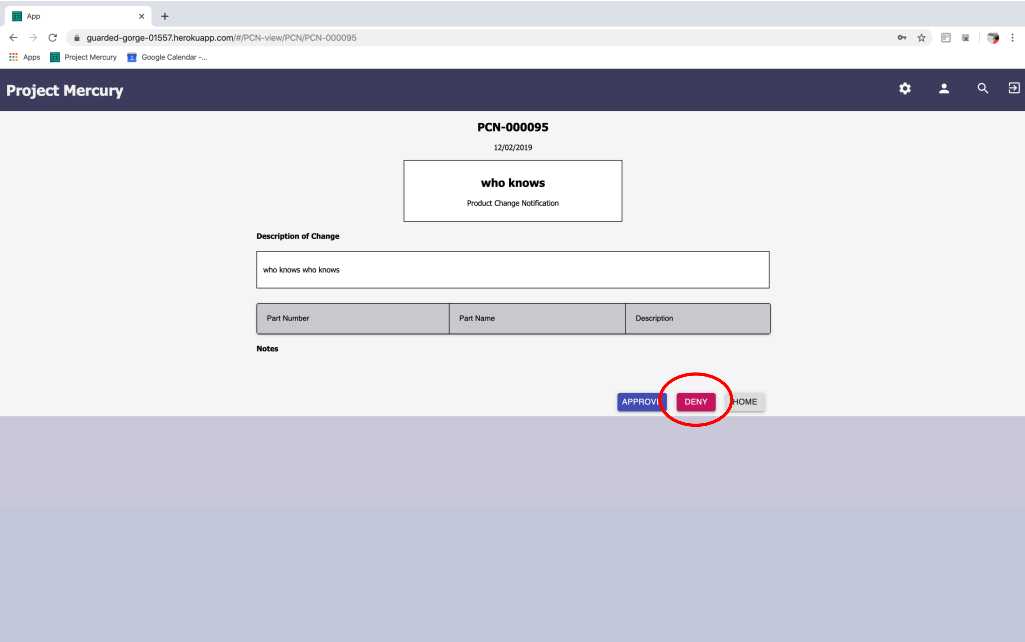 App
guarded-gorge-01557.herokuapp.com/#/PCN-view/PCN/PCN-000095
Apps Project Mercury Google Calendar -...
Project Mercury
PCN-000095
12/02/2019
who knows
Product Change Notification
Description of Change
who knows who knows
Part Number Part Name Description
Notes
APPROVE DENY HOME